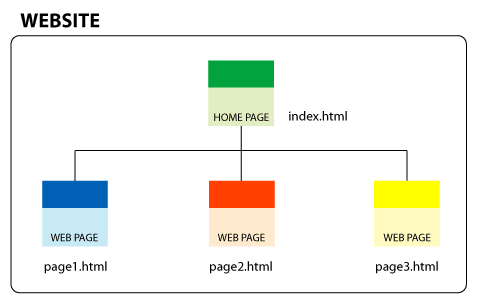 WEBSITE
HOME PAGE
index.html
WEB PAGE
WEB PAGE
WEB PAGE
page1.html
page2.html
page3.html